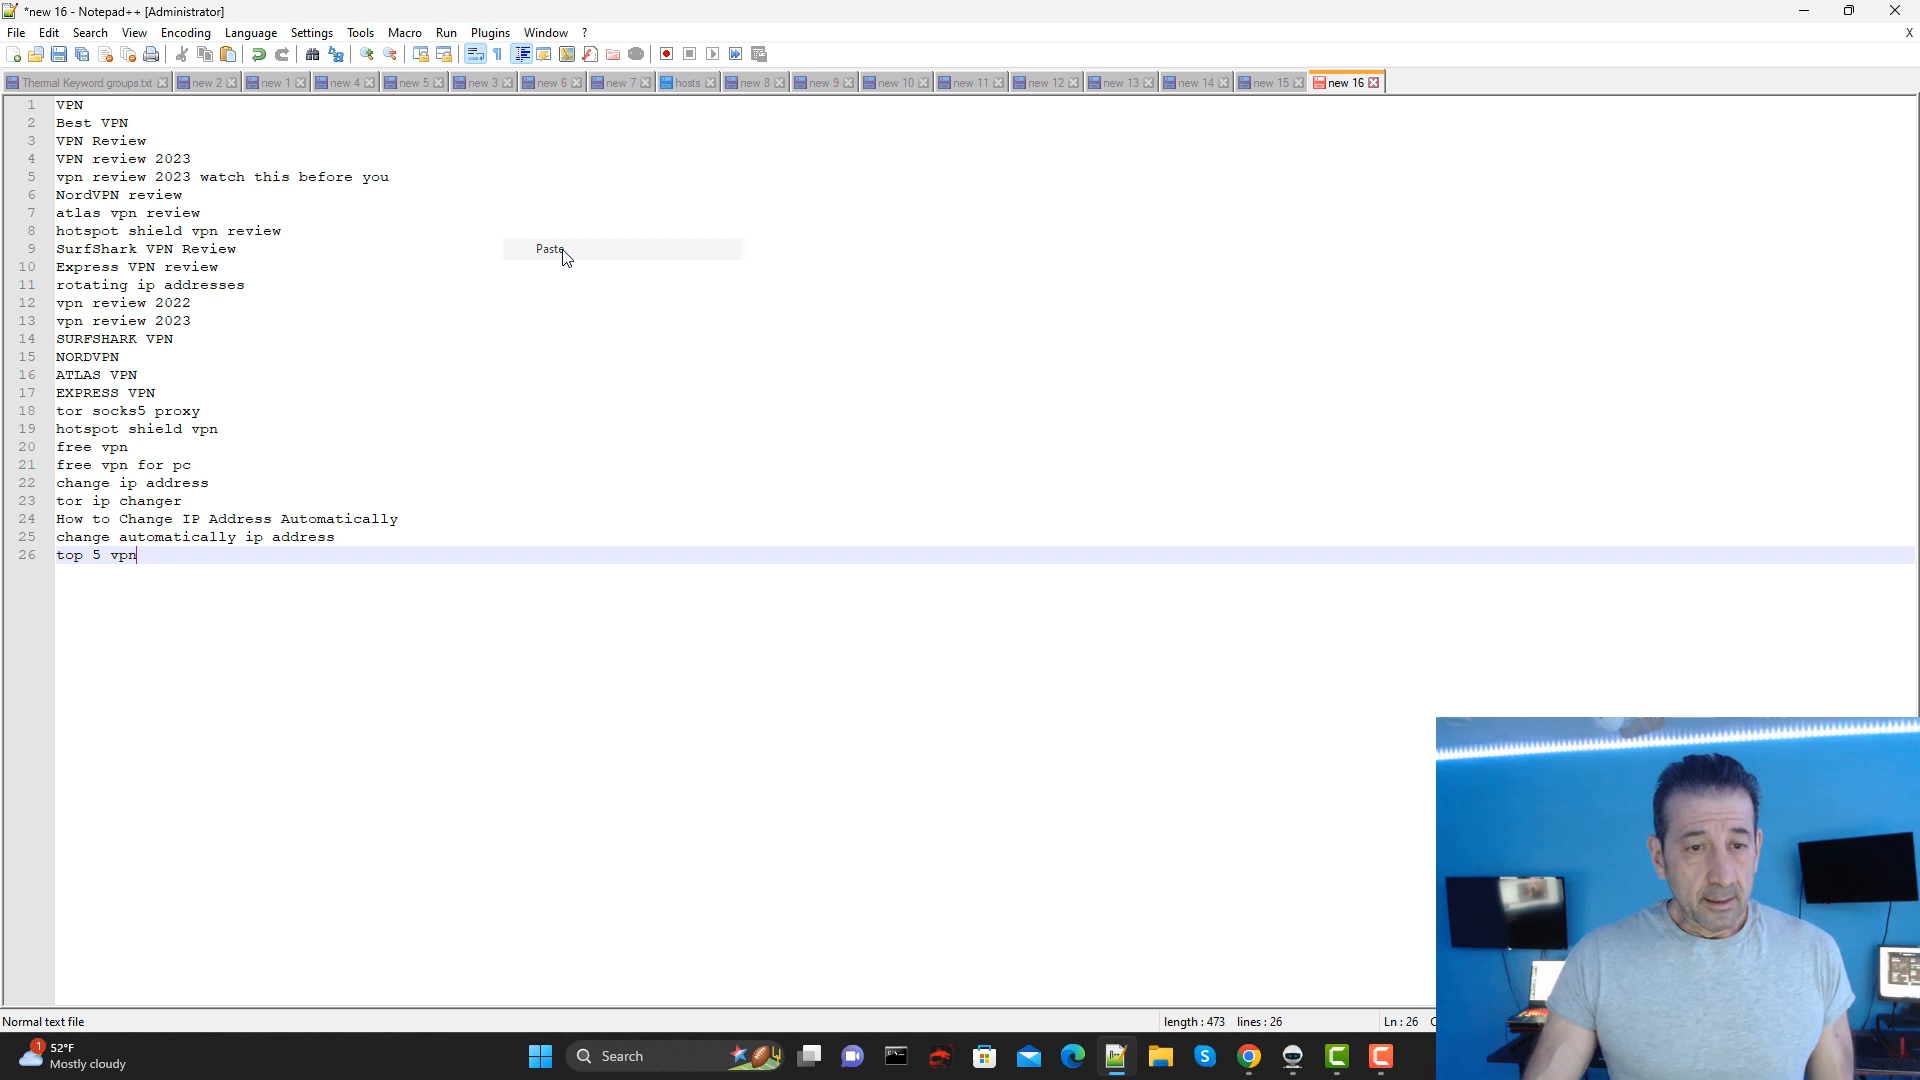 *new 16 - Notepad++ [Administrator]
File Edit Search View Encoding Language Settings Tools Macro Run Plugins Window ? X
Themal Keyword groups.txt new 2 new 1 new 4 new 5 new 3 new 6 new 7 hosts new 8 new 9 new 10 new 11 new 12 new 13 new 14 new 15 new 16
1 VPN
2 Best VPN
3 VPN Review
4 VPN review 2023
5 vpn review 2023 watch this before you
6 NordVPN review
7 atlas vpn review
8 hotspot shield vpn review
9 SurfShark VPN Review
Paste
10 Express VPN review
11 rotating ip addresses
12 vpn review 2022
13 vpn review 2023
14 SURFSHARK VPN
15 NORDVPN
16 ATLAS VPN
17 EXPRESS VPN
18 tor socks5 proxy
19 hotspot shield vpn
20 free vpn
21 free vpn for pc
22 change ip address
23 tor ip changer
24 How to Change IP Address Automatically
25 change automatically ip address
26 top 5 vpn
Normal text file length : 473 lines : 26 Ln : 26 C
1 52°F
Mostly cloudy
Search